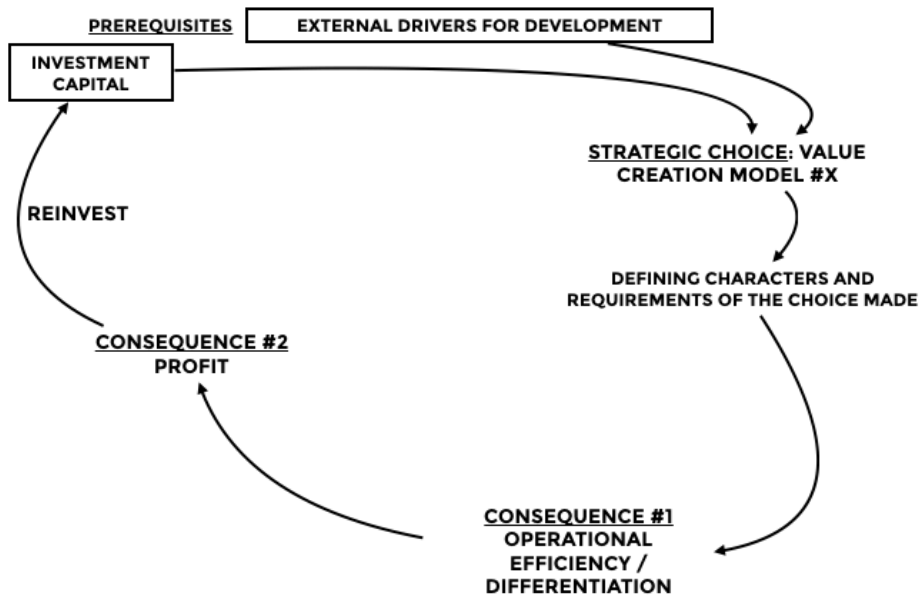 PREREQUISITES
EXTERNAL DRIVERS FOR DEVELOPMENT
INVESTMENT
CAPITAL
STRATEGIC CHOICE: VALUE
CREATION MODEL #X
REINVEST
DEFINING CHARACTERS AND
REQUIREMENTS OF THE CHOICE MADE
CONSEQUENCE #2
PROFIT
CONSEQUENCE #1
OPERATIONAL
EFFICIENCY /
DIFFERENTIATION